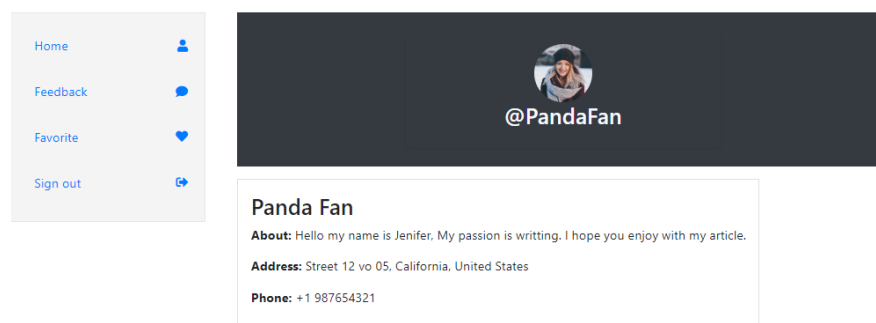 Home
Feedback
Favorite
Sign out
@PandaFan
Panda Fan
About: Hello my name is Jenifer, My passion is writting. I hope you enjoy with my article.
Address: Street 12 vo 05, California, United States
Phone: +1 987654321